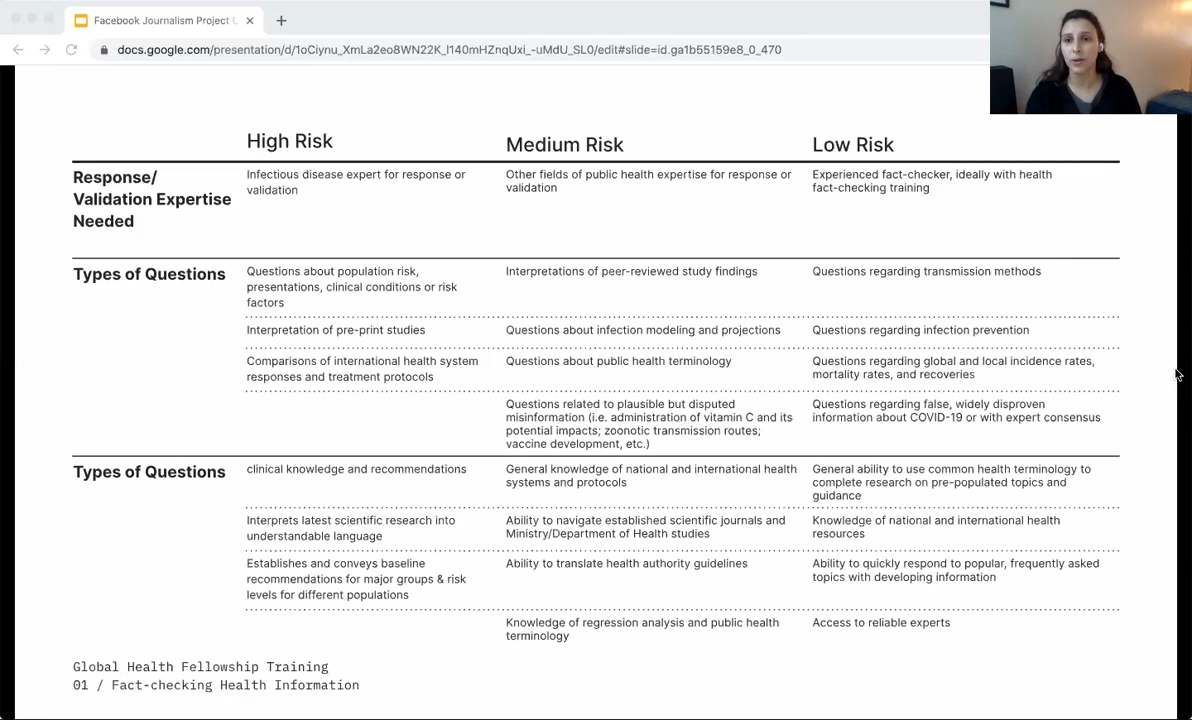 Facebook Journalism Project
docs.google.com/presentation/d/1oCiynu_XmLa2eo8WN22K_l140mHZnqUxi_-uMdU_SL0/edit#slide=id.ga1b55159e8_0_470
High Risk
Medium Risk
Low Risk
Response/
Validation Expertise
Needed
Infectious disease expert for response or
validation
Other fields of public health expertise for response or
validation
Experienced fact-checker, ideally with health
fact-checking training
Types of Questions
Questions about population risk,
presentations, clinical conditions or risk
factors
Interpretations of peer-reviewed study findings
Questions regarding transmission methods
Interpretation of pre-print studies
Questions about infection modeling and projections
Questions regarding infection prevention
Comparisons of international health system
responses and treatment protocols
Questions about public health terminology
Questions regarding global and local incidence rates,
mortality rates, and recoveries
Questions related to plausible but disputed
misinformation (i.e. administration of vitamin C and its
potential impacts; zoonotic transmission routes;
vaccine development, etc.)
Questions regarding false, widely disproven
information about COVID-19 or with expert consensus
Types of Questions
clinical knowledge and recommendations
General knowledge of national and international health
systems and protocols
General ability to use common health terminology to
complete research on pre-populated topics and
guidance
Interprets latest scientific research into
understandable language
Ability to navigate established scientific journals and
Ministry/Department of Health studies
Knowledge of national and international health
resources
Establishes and conveys baseline
recommendations for major groups & risk
levels for different populations
Ability to translate health authority guidelines
Ability to quickly respond to popular, frequently asked
topics with developing information
Knowledge of regression analysis and public health
terminology
Access to reliable experts
Global Health Fellowship Training
01 / Fact-checking Health Information